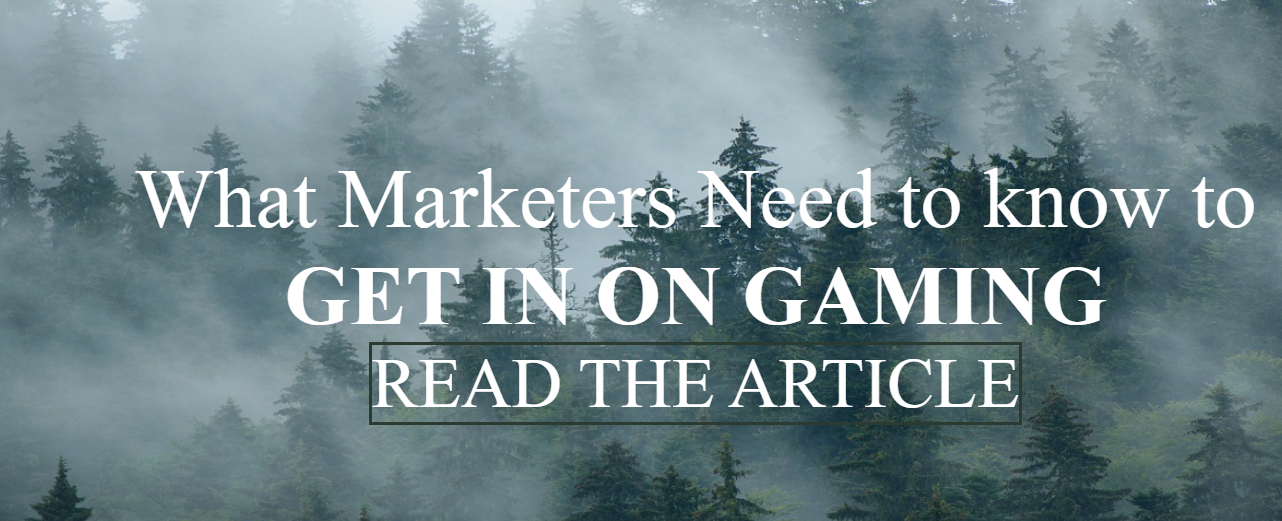 What Marketers Need to know to
GET IN ON GAMING
READ THE ARTICLE